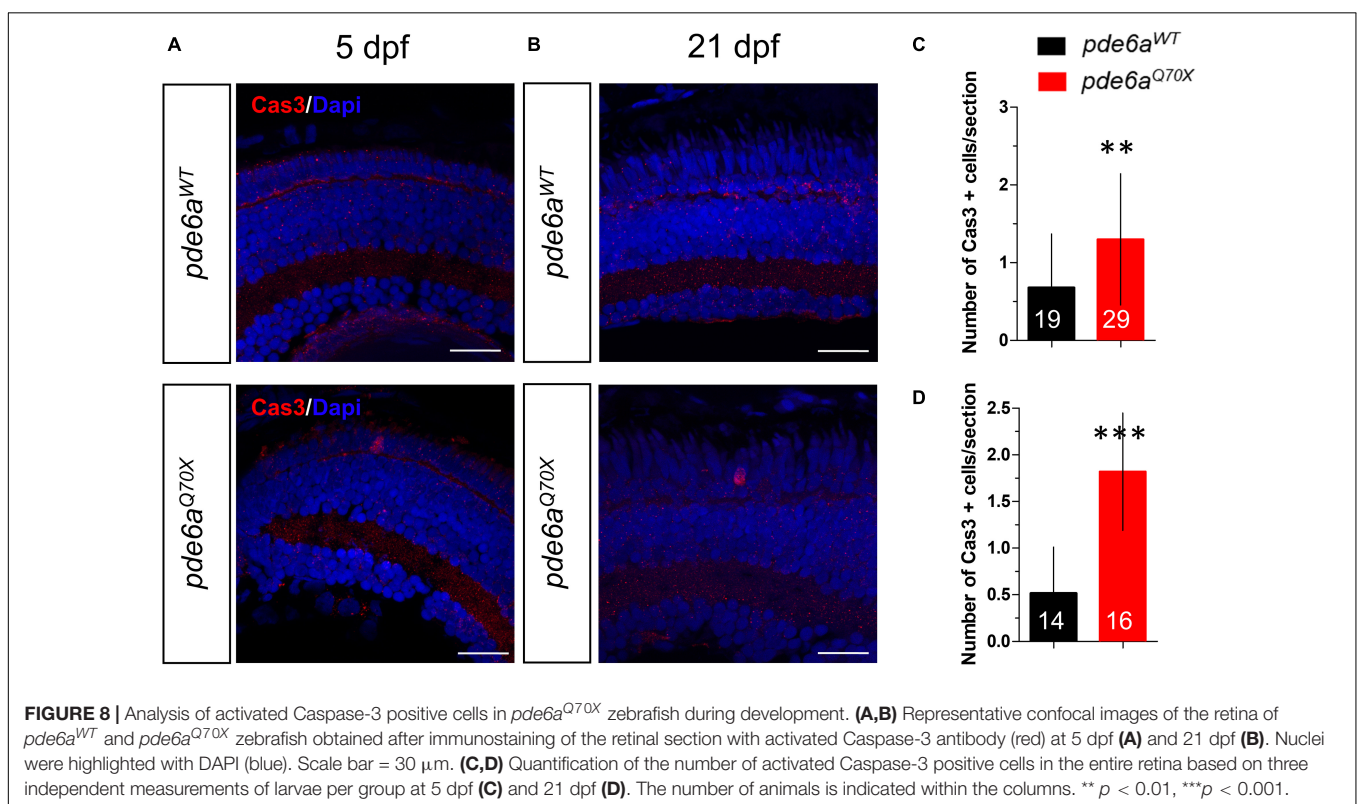 A
5 dpf
B
21 dpf
C
pde6aWT
pde6aQ70X
Cas3/Dapi
pde6aWT
pde6aWT
Number of Cas3 + cells/section
3
2
1
0
**
19
29
Cas3/Dapi
pde6aQ70X
pde6aQ70X
D
Number of Cas3 + cells/section
2.5
2.0
1.5
1.0
0.5
0.0
***
14
16
FIGURE 8 | Analysis of activated Caspase-3 positive cells in pde6aQ70X zebrafish during development. (A,B) Representative confocal images of the retina of
pde6aWT and pde6aQ70X zebrafish obtained after immunostaining of the retinal section with activated Caspase-3 antibody (red) at 5 dpf (A) and 21 dpf (B). Nuclei
were highlighted with DAPI (blue). Scale bar = 30 μm. (C,D) Quantification of the number of activated Caspase-3 positive cells in the entire retina based on three
independent measurements of larvae per group at 5 dpf (C) and 21 dpf (D). The number of animals is indicated within the columns. ** p < 0.01, ***p < 0.001.